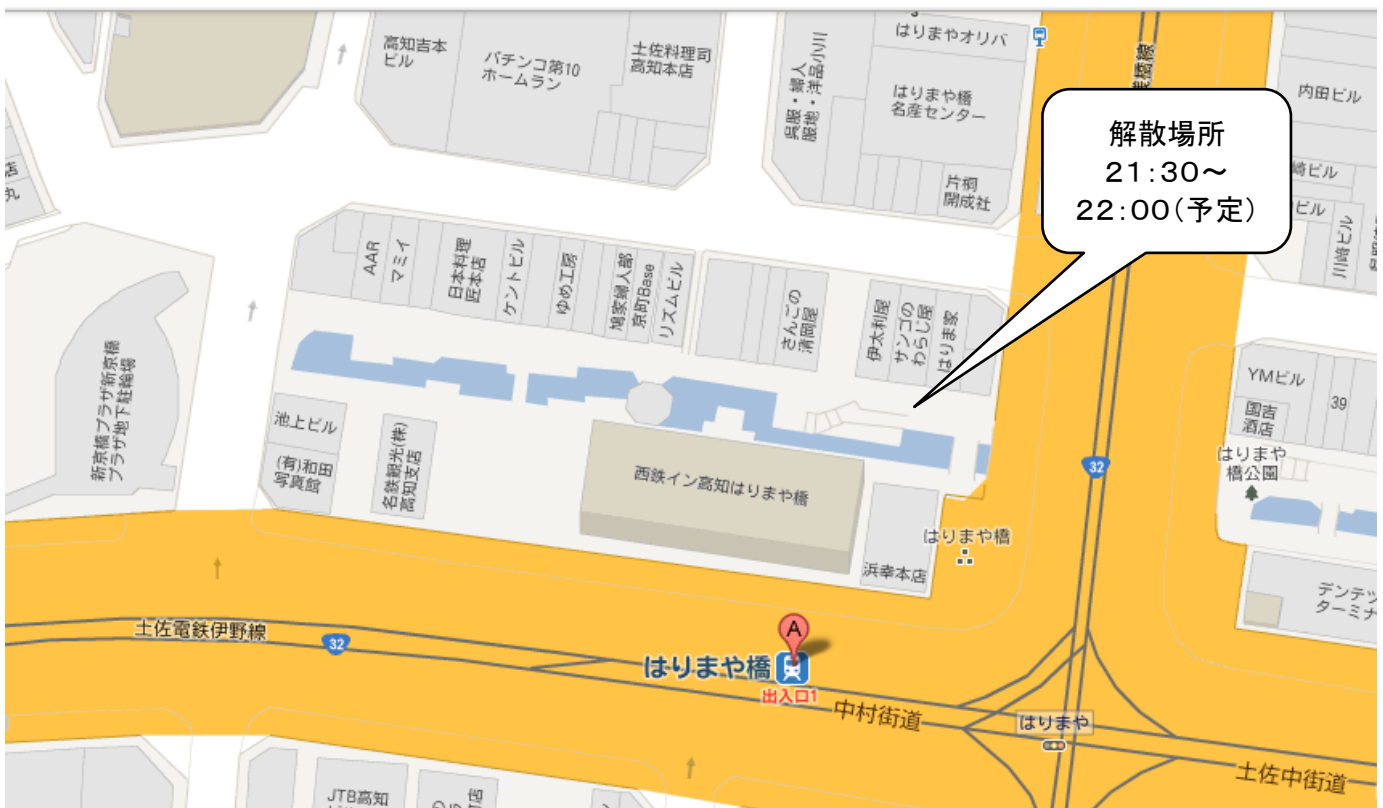 高知吉本
ビル
パチンコ第10
ホームラン
土佐料理司
高知本店
呉服・婦人
服地・洋品小川
はりまやオリバ
はりまや橋
名産センター
片桐
開成社
内田ビル
解散場所
21:30～
22:00(予定)
崎ビル
ビル
川崎ビル
店
丸
AAR
マミイ
日本料理
匠本店
ケントビル
ゆめ工房
鳩家婦人部
京町Base
リズムビル
さんごの
清岡屋
伊太利屋
サンゴの
わらじ屋
はりま家
新京橋プラザ新京橋
プラザ地下駐輪場
池上ビル
(有)和田
写真館
名鉄観光(株)
高知支店
西鉄イン高知はりまや橋
浜幸本店
はりまや橋
32
YMビル
国吉
酒店
39
はりまや
橋公園
デンテツ
ターミナ
土佐電鉄伊野線
32
A
はりまや橋
出入口1
中村街道
はりまや
土佐中街道
JTB高知